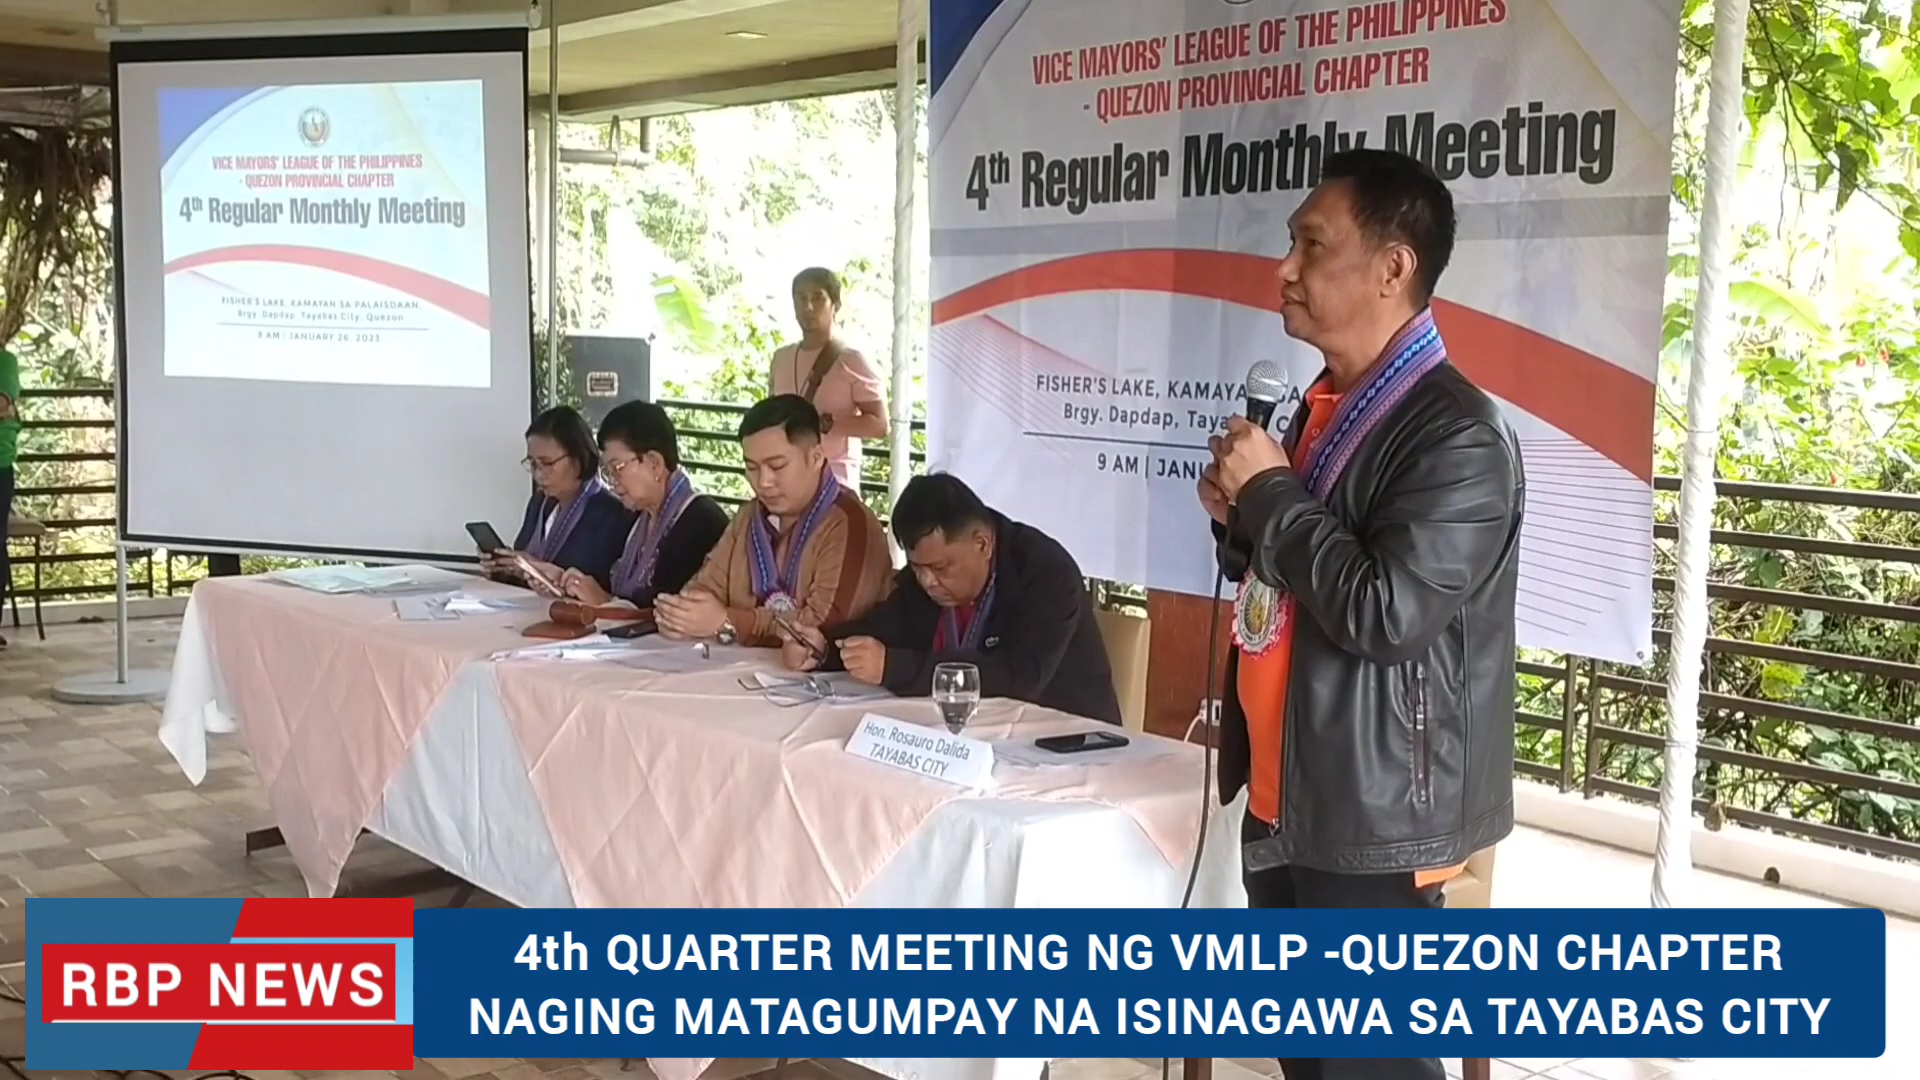 VICE MAYORS' LEAGUE OF THE PHILIPPINES
- QUEZON PROVINCIAL CHAPTER
4th Regular Monthly Meeting
FISHER'S LAKE, KAMAYAN SA PALAISDAAN,
Brgy. Dapdap, Tayabas City, Quezon
9 AM | JANUARY 26, 2023
VICE MAYORS' LEAGUE OF THE PHILIPPINES
- QUEZON PROVINCIAL CHAPTER
4th Regular Monthly Meeting
FISHER'S LAKE, KAMAYAN SA
Brgy. Dapdap, Tayabas C
9 AM | JANU
Hon. Rosauro Dalida
TAYABAS CITY
RBP NEWS
4th QUARTER MEETING NG VMLP -QUEZON CHAPTER
NAGING MATAGUMPAY NA ISINAGAWA SA TAYABAS CITY